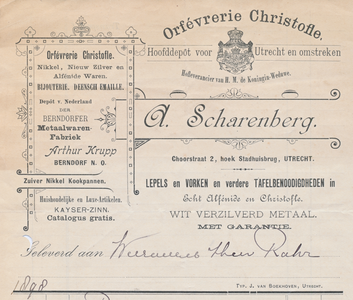 Orfévrerie Christofle.
Nikkel, Nieuw Zilver en
Alfénide Waren.
BIJOUTERIE. DEENSCH EMAILLE.
Depôt v. Nederland
DER
BERNDORFER
Metaalwaren-
Fabriek
Arthur Krupp
BERNDORF N. O.
Zuiver Nikkel Kookpannen.
Huishoudelijke en Luxe-Artikelen.
KAYSER-ZINN.
Catalogus gratis.
Orfévrerie Christofle.
Hoofddepôt voor Utrecht en omstreken
Hofleverancier van H. M. de Koningin-Weduwe.
A. Scharenberg.
Choorstraat 2, hoek Stadhuisbrug, UTRECHT.
LEPELS en VORKEN en verdere TAFELBENOODIGDHEDEN in
Echt Alfénide en Christofle.
WIT VERZILVERD METAAL.
MET GARANTIE.
Geleverd aan
1898
TYP. J. VAN BOEKHOVEN, UTRECHT.